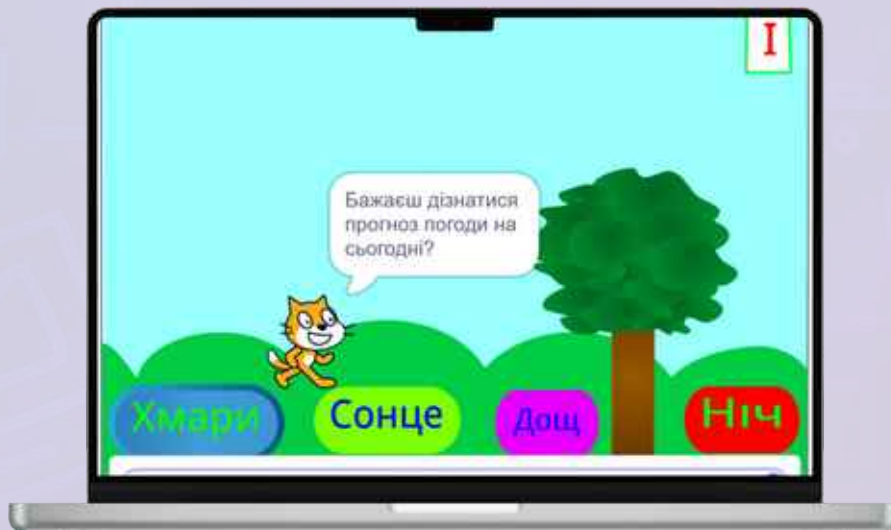 I
Бажаєш дізнатися
прогноз погоди на
сьогодні?
Хмари
Сонце
Дощ
Ніч